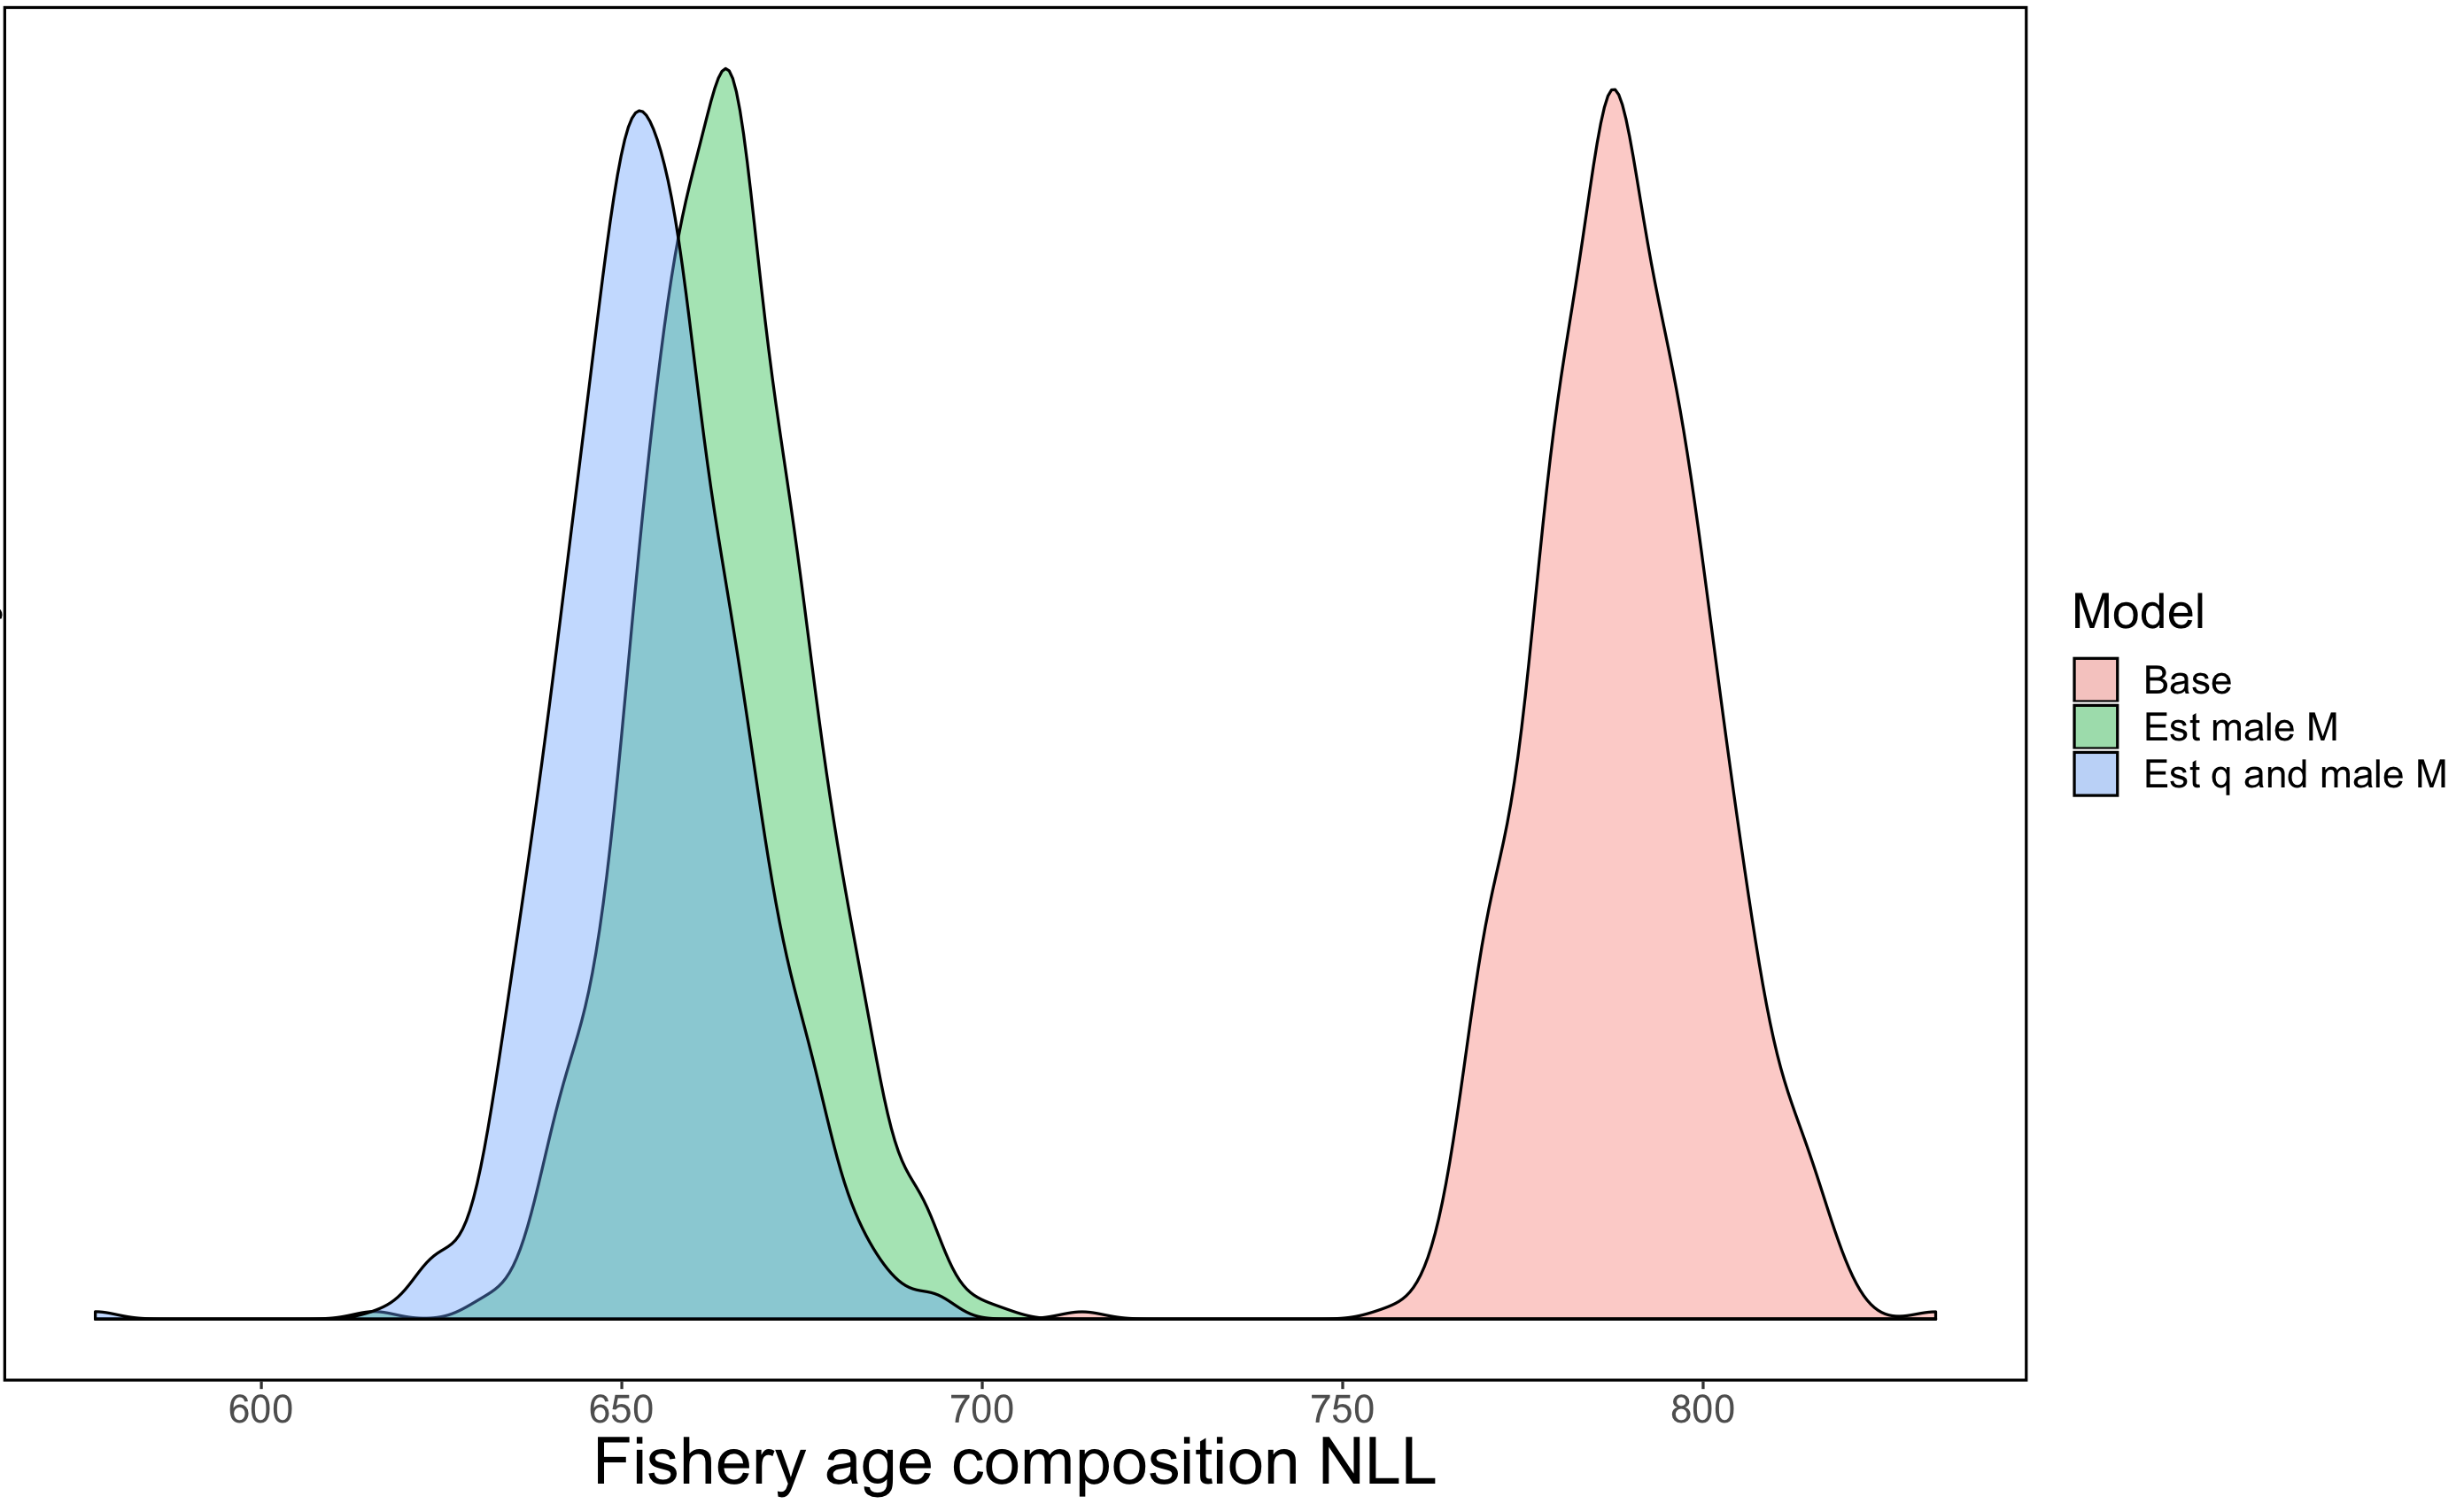 Model
Base
Est male M
Est q and male M
600 650 700 750 800
Fishery age composition NLL